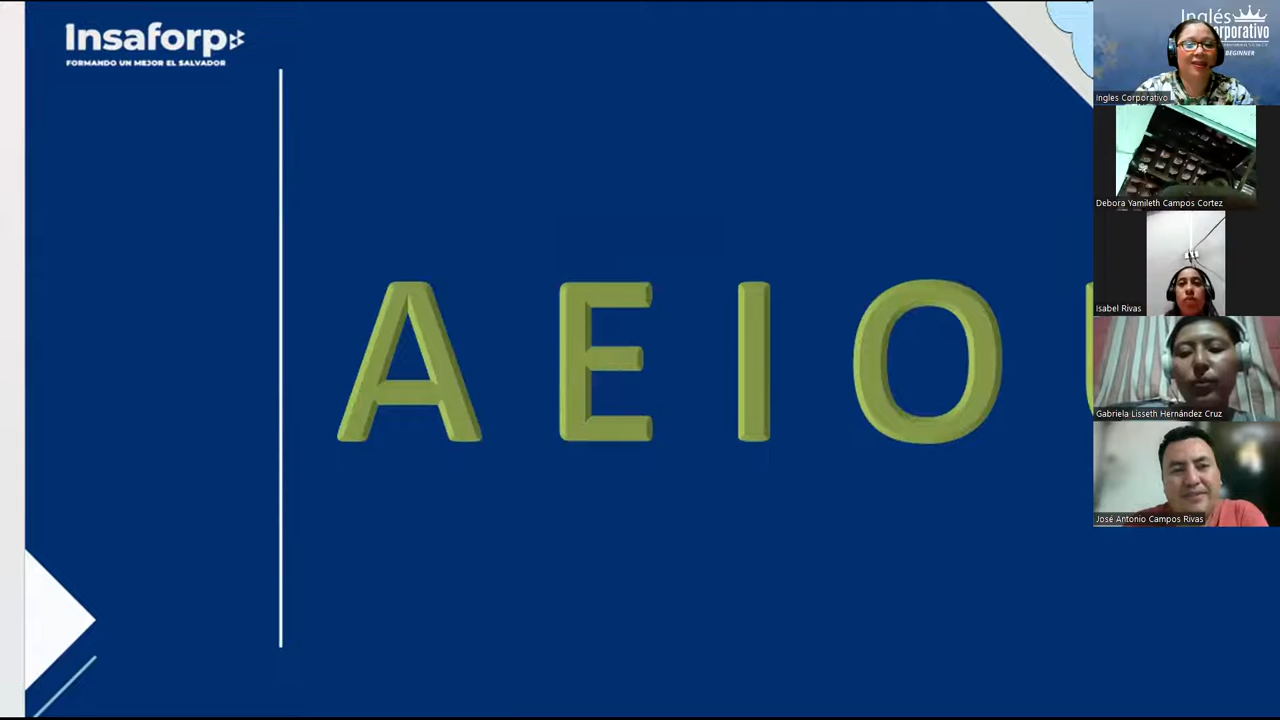 Insaforp
FORMANDO UN MEJOR EL SALVADOR
A E I O
Inglés
Corporativo
BEGINNER
Ingles Corporativo
Debora Yamileth Campos Cortez
Isabel Rivas
Gabriela Lisseth Hernández Cruz
José Antonio Campos Rivas